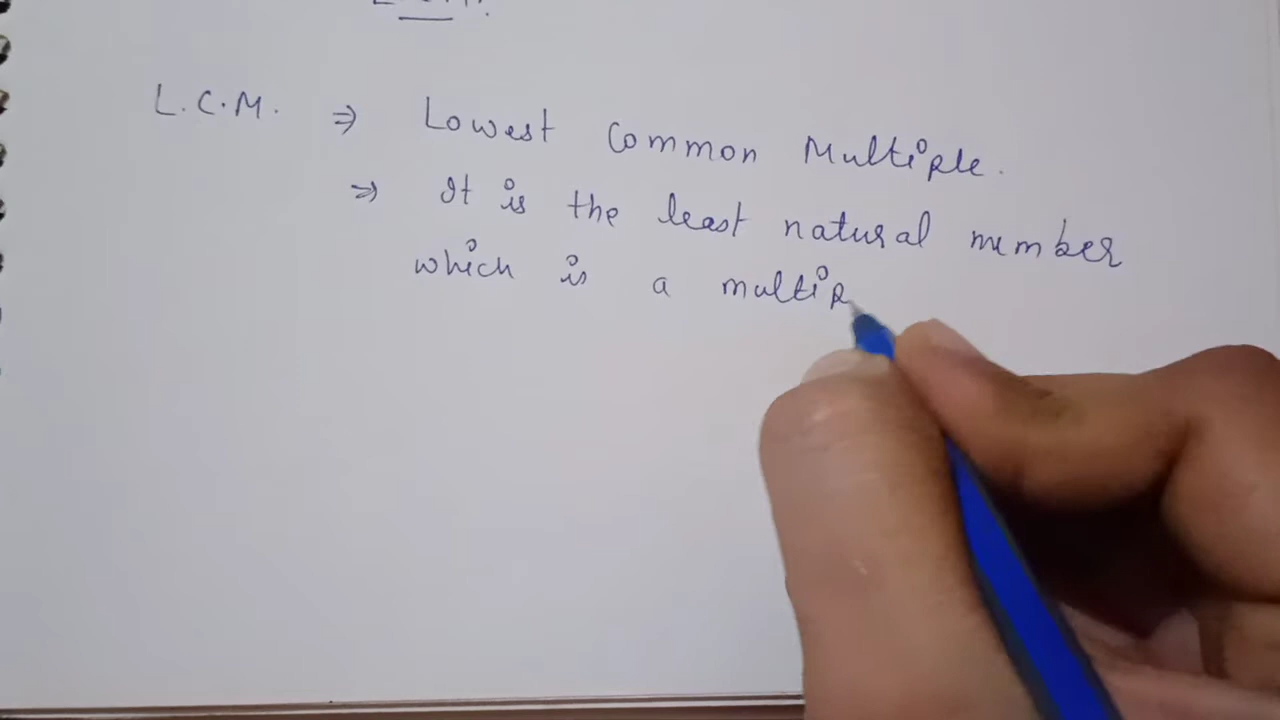 L.C.M. ⇒ Lowest Common Multiple.
⇒ It is the least natural number
which is a multip